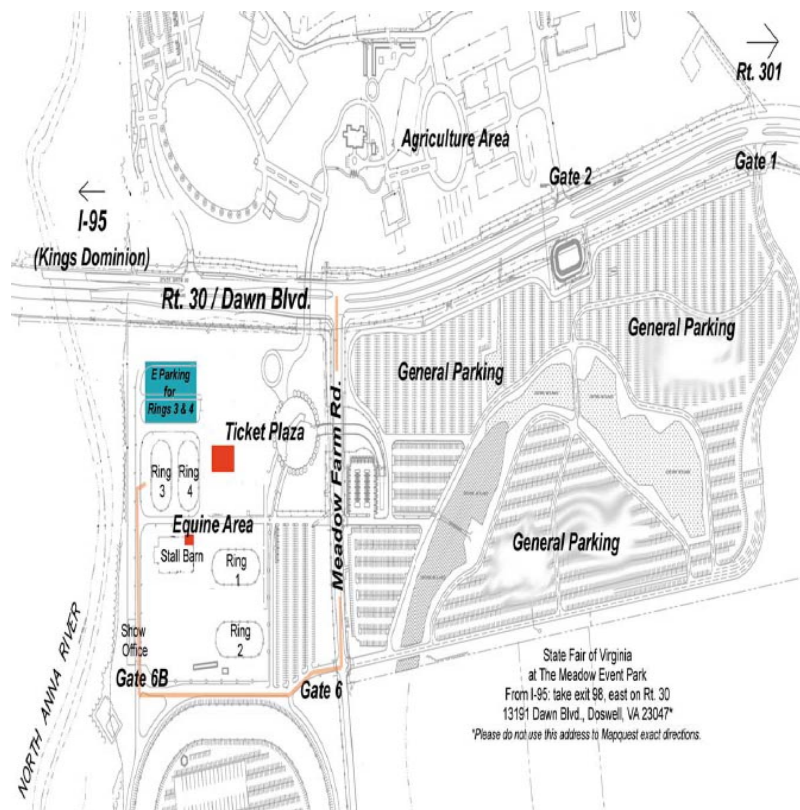 Rt. 301
Agriculture Area
Gate 2
Gate 1
I-95
(Kings Dominion)
Rt. 30 / Dawn Blvd.
General Parking
General Parking
E Parking
for
Rings 3 & 4
Ticket Plaza
Meadow Farm Rd.
Ring
3
Ring
4
Equine Area
General Parking
Stall Barn
Ring
1
Show
Office
Ring
2
Gate 6B
Gate 6
NORTH ANNA RIVER
State Fair of Virginia
at The Meadow Event Park
From I-95: take exit 98, east on Rt. 30
13191 Dawn Blvd., Doswell, VA 23047*
*Please do not use this address to Mapquest exact directions.